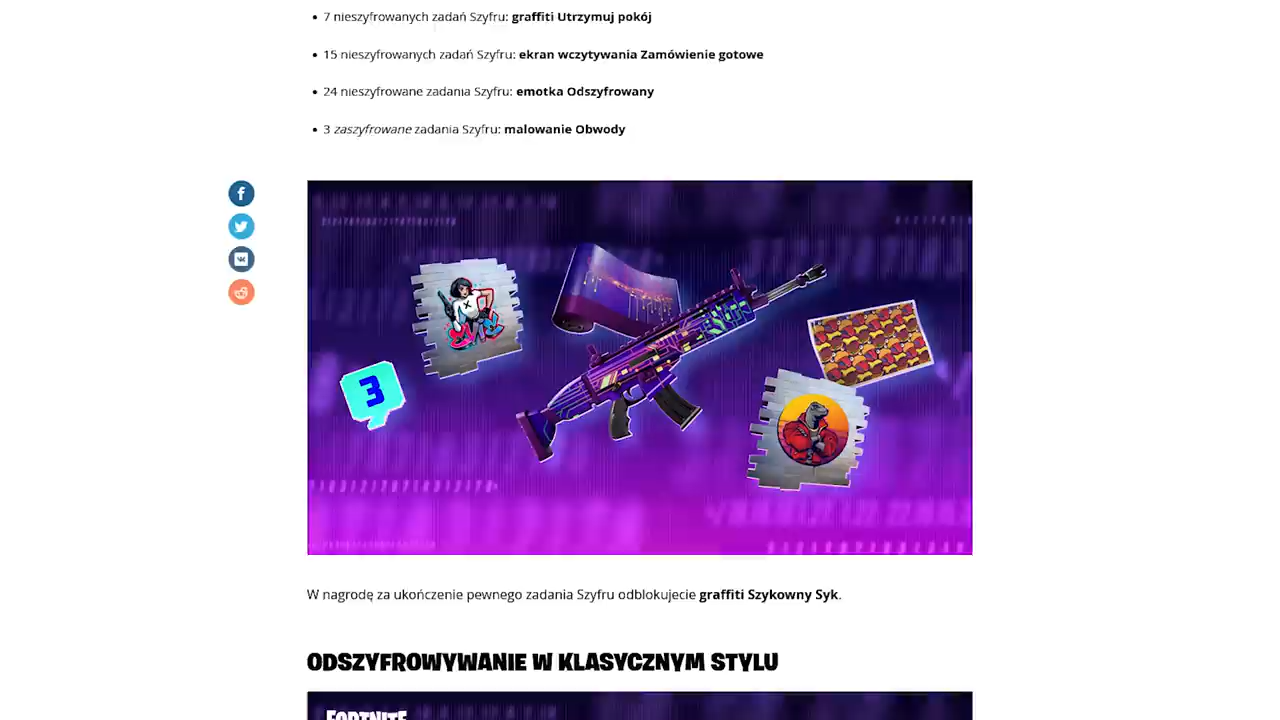 7 nieszyfrowanych zadań Szyfru: graffiti Utrzymuj pokój
15 nieszyfrowanych zadań Szyfru: ekran wczytywania Zamówienie gotowe
24 nieszyfrowane zadania Szyfru: emotka Odszyfrowany
3 zaszyfrowane zadania Szyfru: malowanie Obwody
3
W nagrodę za ukończenie pewnego zadania Szyfru odblokujecie graffiti Szykowny Syk.
ODSZYFROWYWANIE W KLASYCZNYM STYLU
FORTNITE